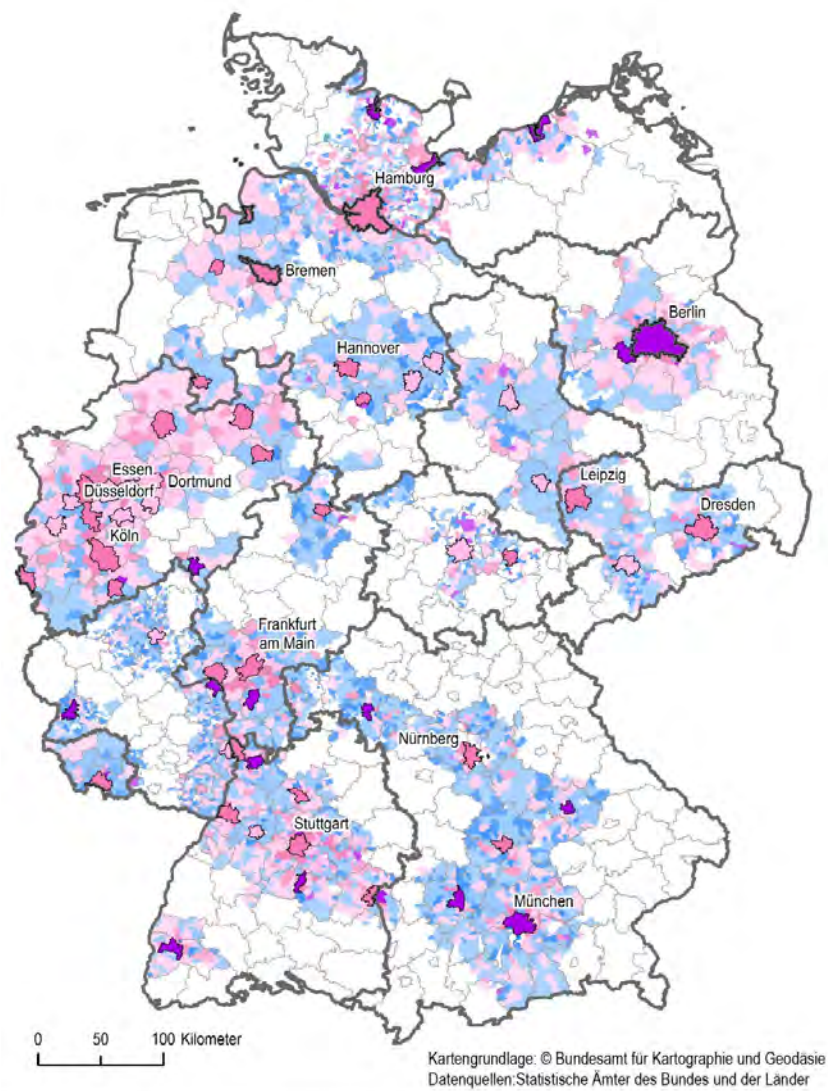 Hamburg
Bremen
Berlin
Hannover
Essen
Dortmund
Düsseldorf
Leipzig
Dresden
Köln
Frankfurt
am Main
Nürnberg
Stuttgart
München
0 50 100 Kilometer
Kartengrundlage: © Bundesamt für Kartographie und Geodäsie
Datenquellen:Statistische Ämter des Bundes und der Länder